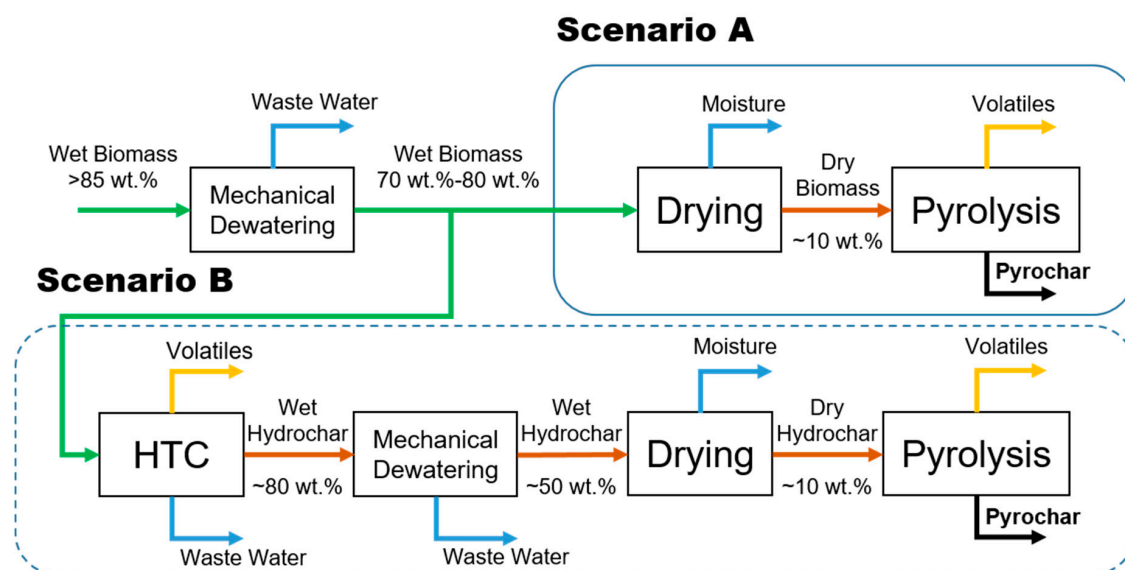 Scenario A
Waste Water
Wet Biomass
>85 wt.%
Mechanical
Dewatering
Wet Biomass
70 wt.%-80 wt.%
Moisture
Drying
Dry
Biomass
~10 wt.%
Volatiles
Pyrolysis
Pyrochar
Scenario B
Volatiles
HTC
Waste Water
Wet
Hydrochar
~80 wt.%
Mechanical
Dewatering
Waste Water
Wet
Hydrochar
~50 wt.%
Moisture
Drying
Dry
Hydrochar
~10 wt.%
Volatiles
Pyrolysis
Pyrochar